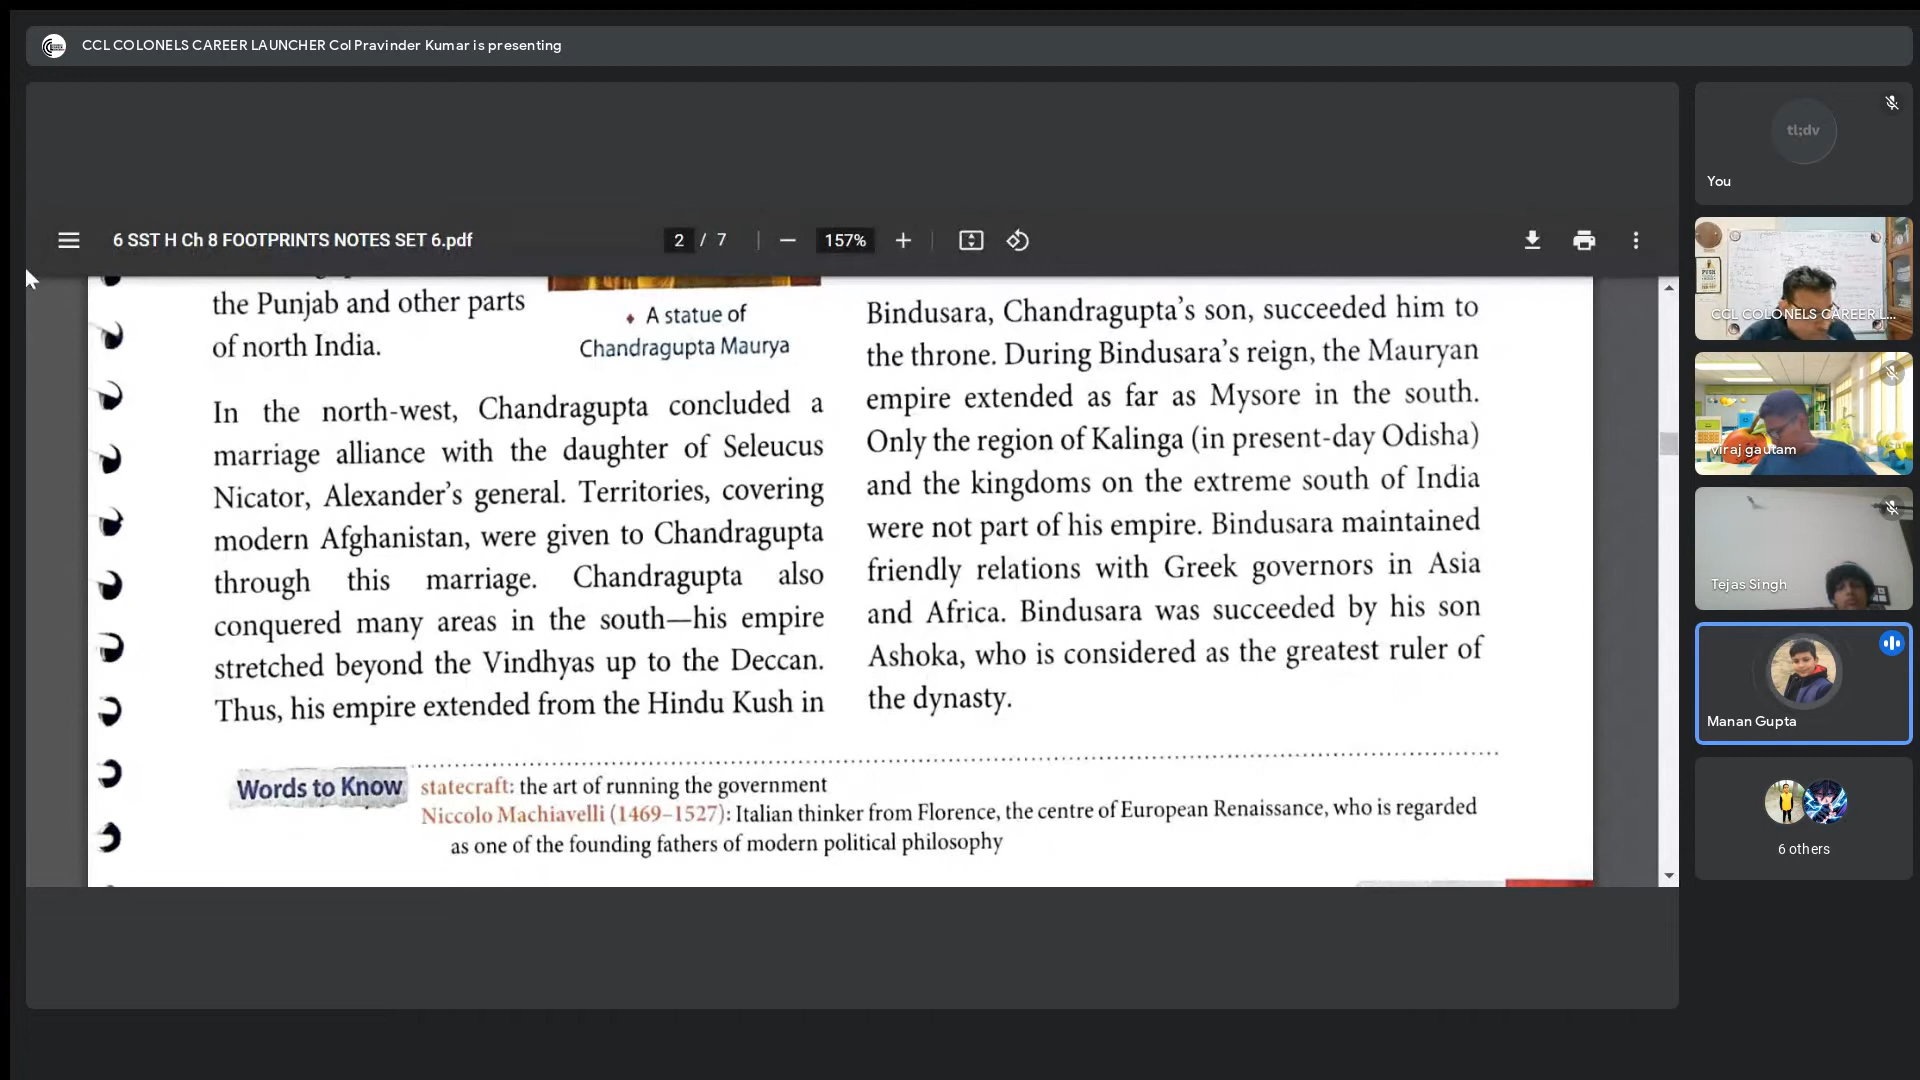 CCL COLONELS CAREER LAUNCHER Col Pravinder Kumar is presenting
6 SST H Ch 8 FOOTPRINTS NOTES SET 6.pdf
2 / 7
157%
the Punjab and other parts
of north India.
A statue of
Chandragupta Maurya
In the north-west, Chandragupta concluded a
marriage alliance with the daughter of Seleucus
Nicator, Alexander's general. Territories, covering
modern Afghanistan, were given to Chandragupta
through this marriage. Chandragupta also
conquered many areas in the south—his empire
stretched beyond the Vindhyas up to the Deccan.
Thus, his empire extended from the Hindu Kush in
Bindusara, Chandragupta's son, succeeded him to
the throne. During Bindusara's reign, the Mauryan
empire extended as far as Mysore in the south.
Only the region of Kalinga (in present-day Odisha)
and the kingdoms on the extreme south of India
were not part of his empire. Bindusara maintained
friendly relations with Greek governors in Asia
and Africa. Bindusara was succeeded by his son
Ashoka, who is considered as the greatest ruler of
the dynasty.
Words to Know
statecraft: the art of running the government
Niccolo Machiavelli (1469–1527): Italian thinker from Florence, the centre of European Renaissance, who is regarded
as one of the founding fathers of modern political philosophy
tl;dv
You
PUSH
CCL COLONELS CAREER L...
viraj gautam
Tejas Singh
Manan Gupta
6 others